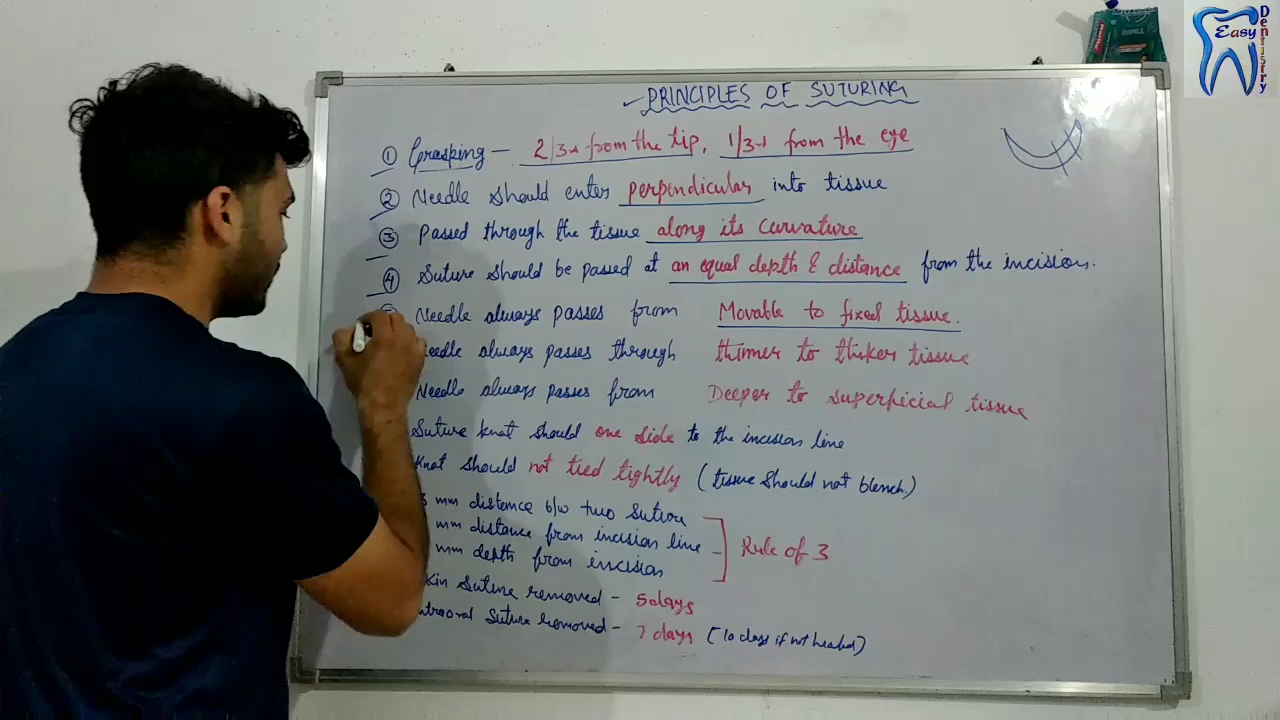 Easy Dentistry
PRINCIPLES OF SUTURING
① Grasping - 2/3rd from the tip, 1/3rd from the eye
② Needle should enter perpendicular into tissue
③ Passed through the tissue along its curvature
④ Suture should be passed at an equal depth & distance from the incision.
Needle always passes from Movable to fixed tissue.
Needle always passes through thinner to thicker tissue
Needle always passes from Deeper to superficial tissue
Suture knot should one side to the incision line
Knot should not tied tightly (tissue should not blench.)
3 mm distance b/w two suture
mm distance from incision line
mm depth from incision
Rule of 3
kin suture removed - 5 days
ntraoral suture removed - 7 days (10 days if not healed)